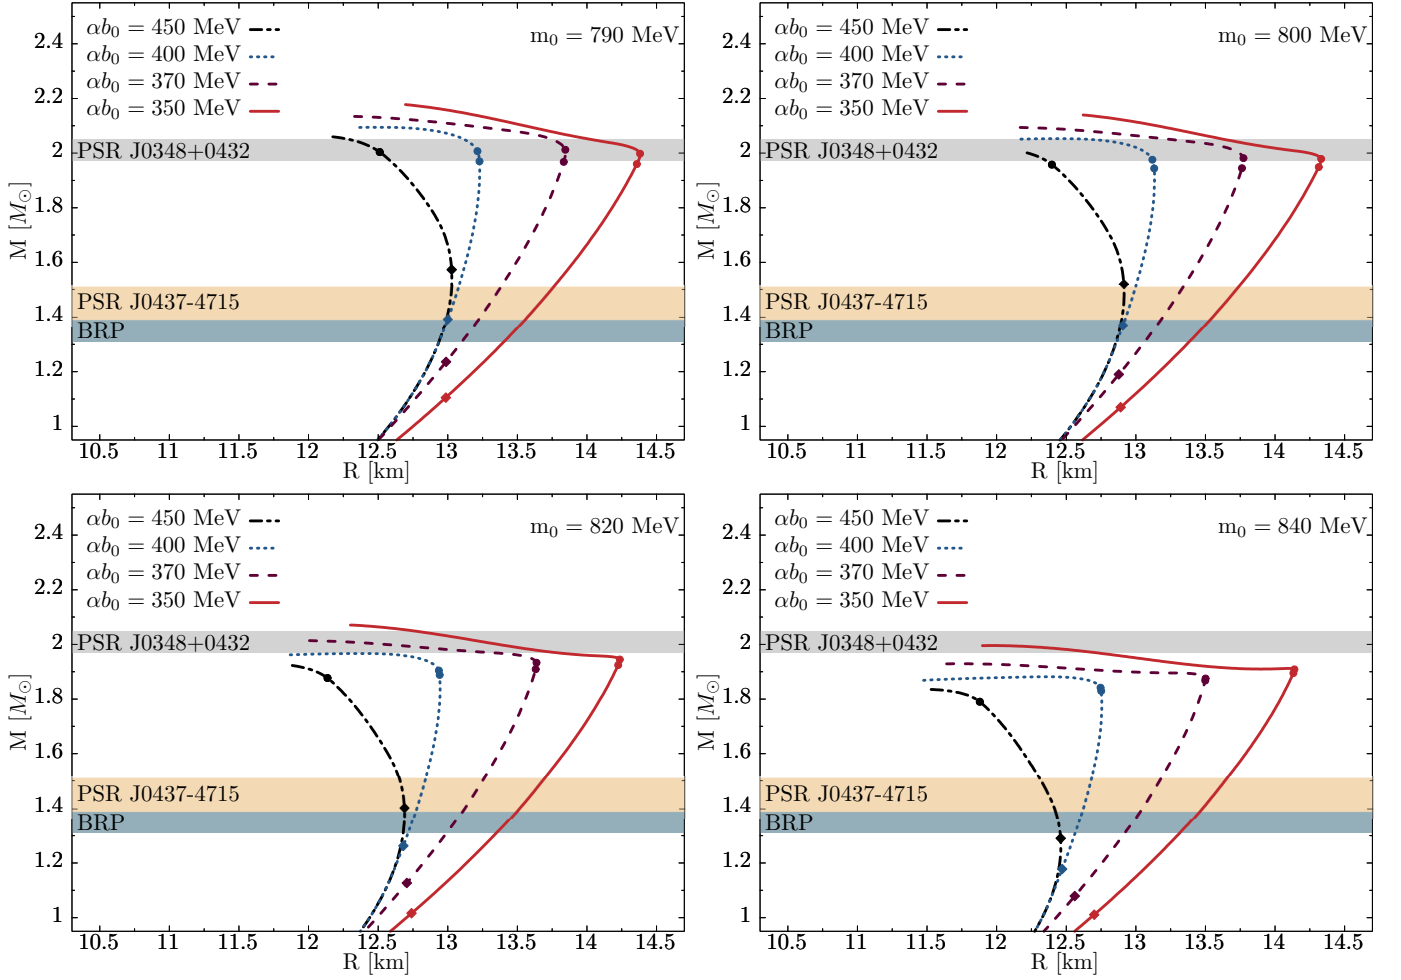 αb₀ = 450 MeV
αb₀ = 400 MeV
αb₀ = 370 MeV
αb₀ = 350 MeV
m₀ = 790 MeV
PSR J0348+0432
PSR J0437-4715
BRP
M [M☉]
2.4
2.2
2
1.8
1.6
1.4
1.2
1
10.5 11 11.5 12 12.5 13 13.5 14 14.5
R [km]
αb₀ = 450 MeV
αb₀ = 400 MeV
αb₀ = 370 MeV
αb₀ = 350 MeV
m₀ = 800 MeV
PSR J0348+0432
PSR J0437-4715
BRP
M [M☉]
2.4
2.2
2
1.8
1.6
1.4
1.2
1
10.5 11 11.5 12 12.5 13 13.5 14 14.5
R [km]
αb₀ = 450 MeV
αb₀ = 400 MeV
αb₀ = 370 MeV
αb₀ = 350 MeV
m₀ = 820 MeV
PSR J0348+0432
PSR J0437-4715
BRP
M [M☉]
2.4
2.2
2
1.8
1.6
1.4
1.2
1
10.5 11 11.5 12 12.5 13 13.5 14 14.5
R [km]
αb₀ = 450 MeV
αb₀ = 400 MeV
αb₀ = 370 MeV
αb₀ = 350 MeV
m₀ = 840 MeV
PSR J0348+0432
PSR J0437-4715
BRP
M [M☉]
2.4
2.2
2
1.8
1.6
1.4
1.2
1
10.5 11 11.5 12 12.5 13 13.5 14 14.5
R [km]